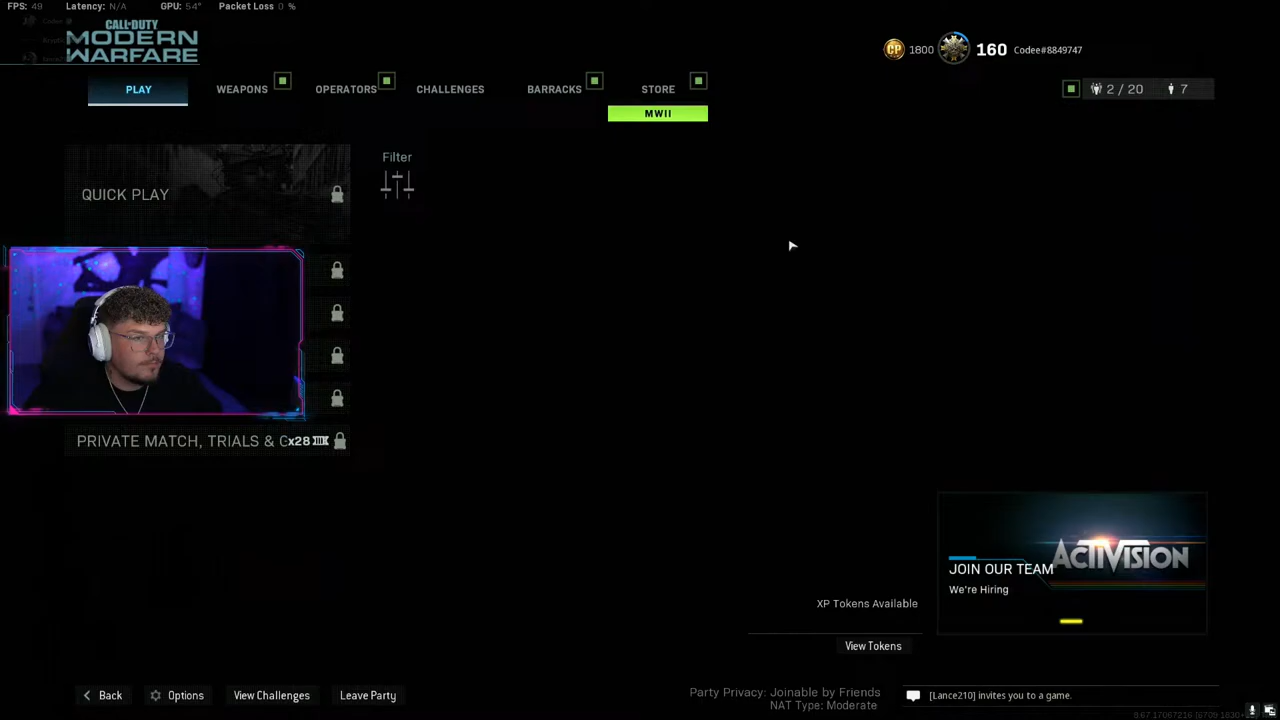 FPS: 49 Latency: N/A GPU: 54° Packet Loss 0 %
CALL·DUTY
MODERN
WARFARE
CP 1800 160 Codee#8849747
PLAY WEAPONS OPERATORS CHALLENGES BARRACKS STORE
2 / 20 7
MWII
Filter
QUICK PLAY
PRIVATE MATCH, TRIALS & C x28
ACTIVISION
JOIN OUR TEAM
We're Hiring
XP Tokens Available
View Tokens
Back Options View Challenges Leave Party
Party Privacy: Joinable by Friends
NAT Type: Moderate
[Lance210] invites you to a game.